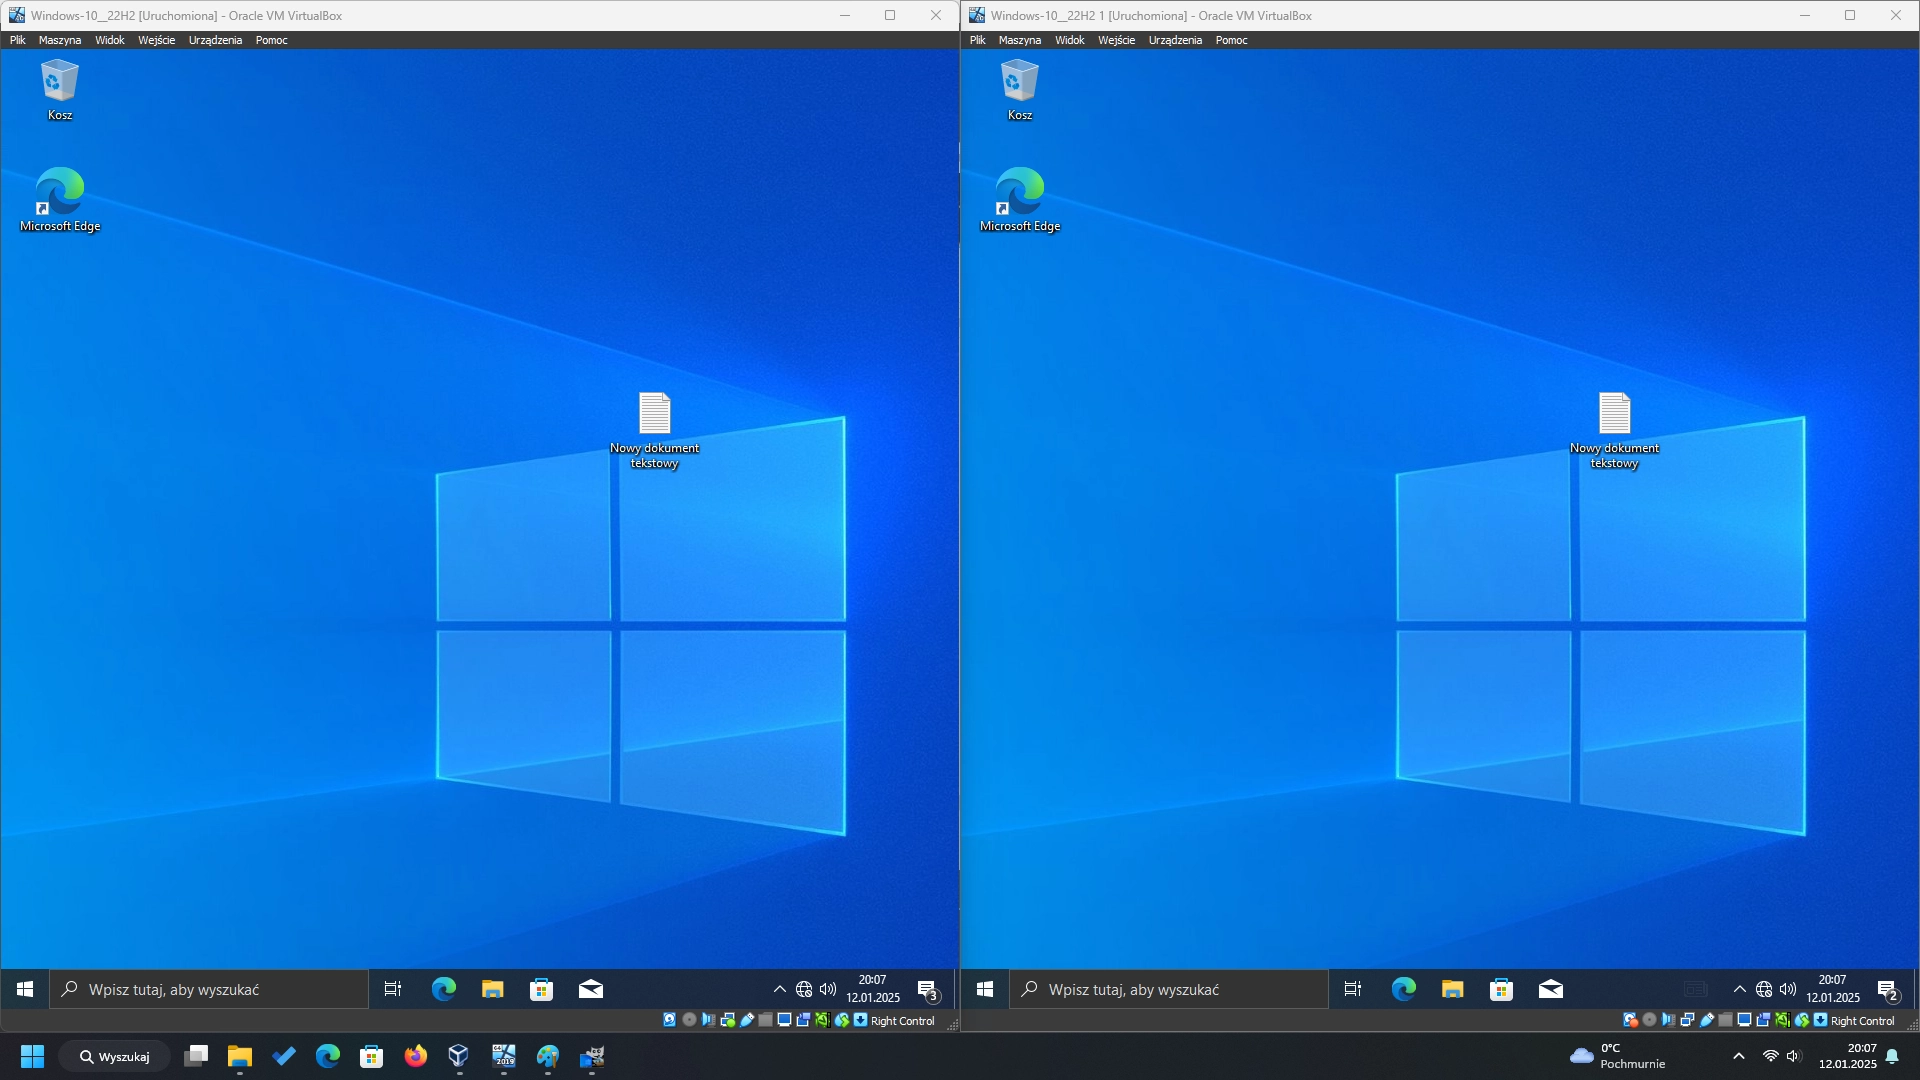 Windows-10__22H2 [Uruchomiona] - Oracle VM VirtualBox
Plik Maszyna Widok Wejście Urządzenia Pomoc
Kosz
Microsoft Edge
Nowy dokument
tekstowy
Wpisz tutaj, aby wyszukać
20:07
12.01.2025
3
Right Control
Windows-10__22H2 1 [Uruchomiona] - Oracle VM VirtualBox
Plik Maszyna Widok Wejście Urządzenia Pomoc
Kosz
Microsoft Edge
Nowy dokument
tekstowy
Wpisz tutaj, aby wyszukać
20:07
12.01.2025
2
Right Control
Wyszukaj
64
2019
0°C
Pochmurnie
20:07
12.01.2025